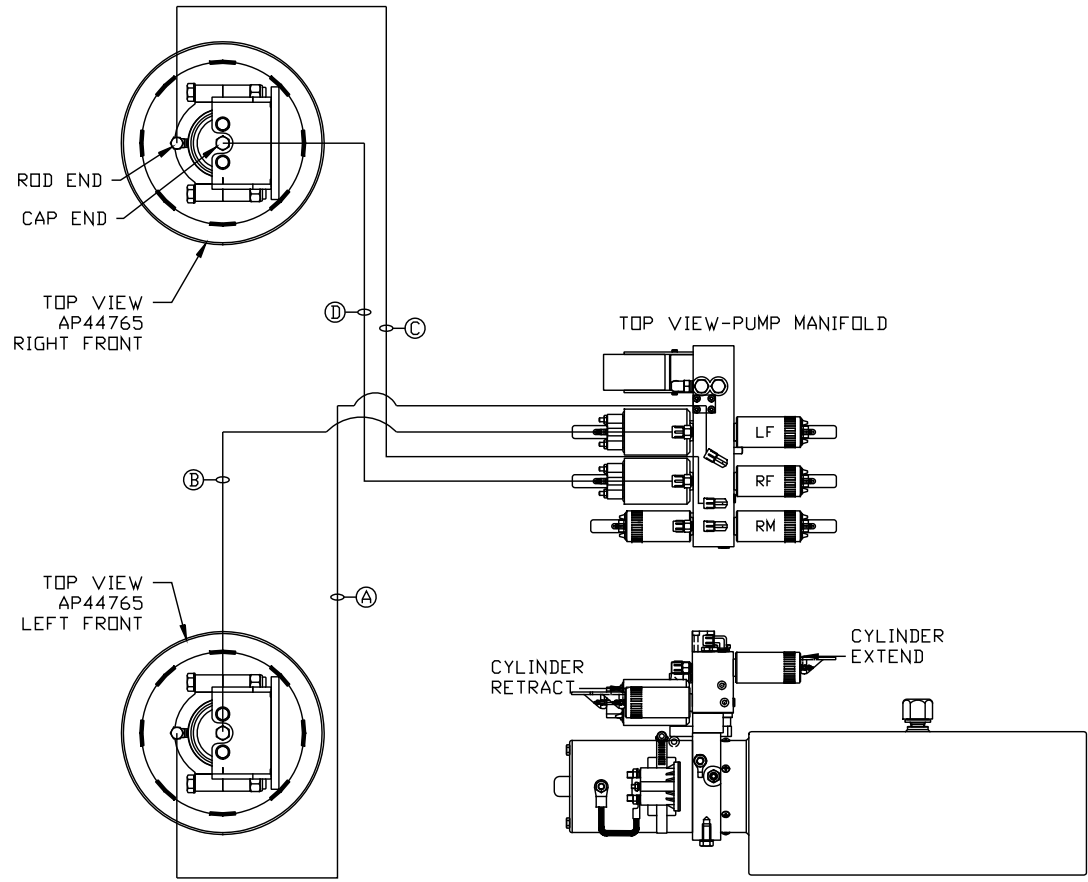 ROD END
CAP END
TOP VIEW
AP44765
RIGHT FRONT
D
C
TOP VIEW-PUMP MANIFOLD
LF
B
RF
RM
TOP VIEW
AP44765
LEFT FRONT
A
CYLINDER
EXTEND
CYLINDER
RETRACT